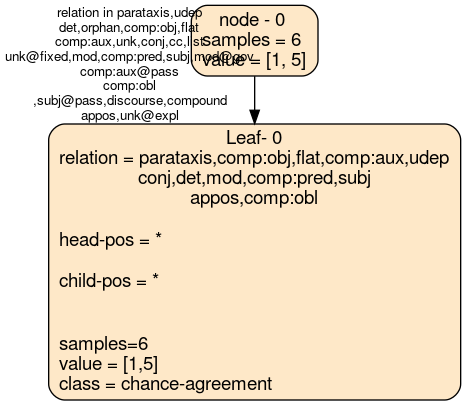 relation in parataxis,udep
det,orphan,comp:obj,flat
comp:aux,unk,conj,cc,list
unk@fixed,mod,comp:pred,subj,mod@gov
comp:aux@pass
comp:obl
,subj@pass,discourse,compound
appos,unk@expl
node - 0
samples = 6
value = [1, 5]
Leaf- 0
relation = parataxis,comp:obj,flat,comp:aux,udep
conj,det,mod,comp:pred,subj
appos,comp:obl
head-pos = *
child-pos = *
samples=6
value = [1,5]
class = chance-agreement